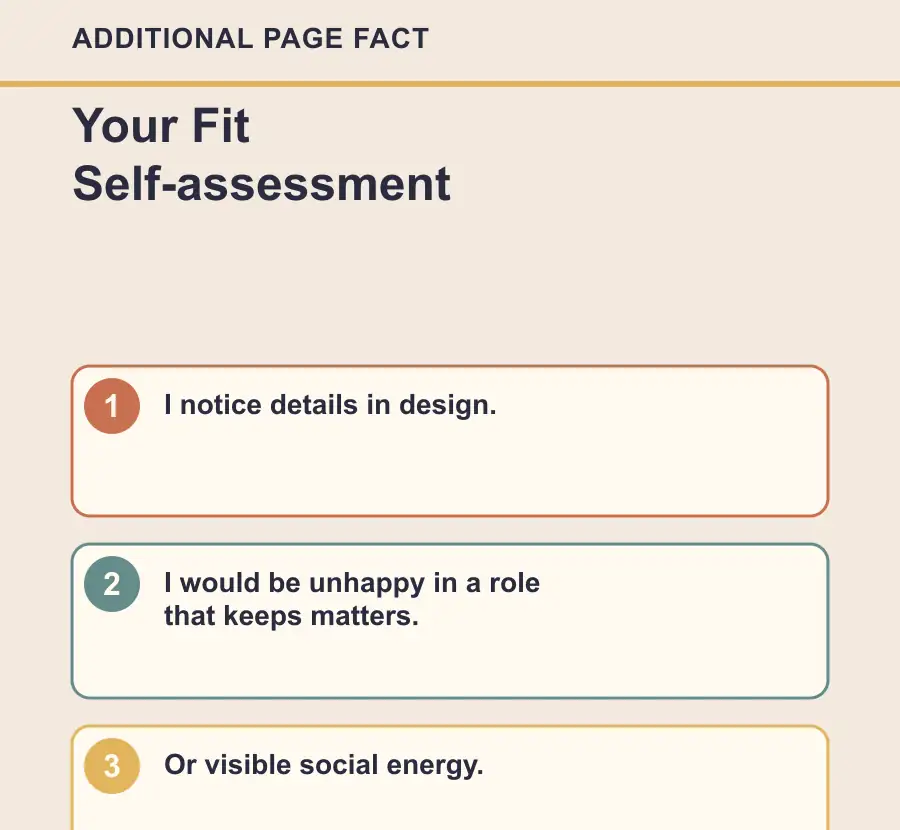 ADDITIONAL PAGE FACT
Your Fit
Self-assessment
1
I notice details in design.
2
I would be unhappy in a role
that keeps matters.
3
Or visible social energy.